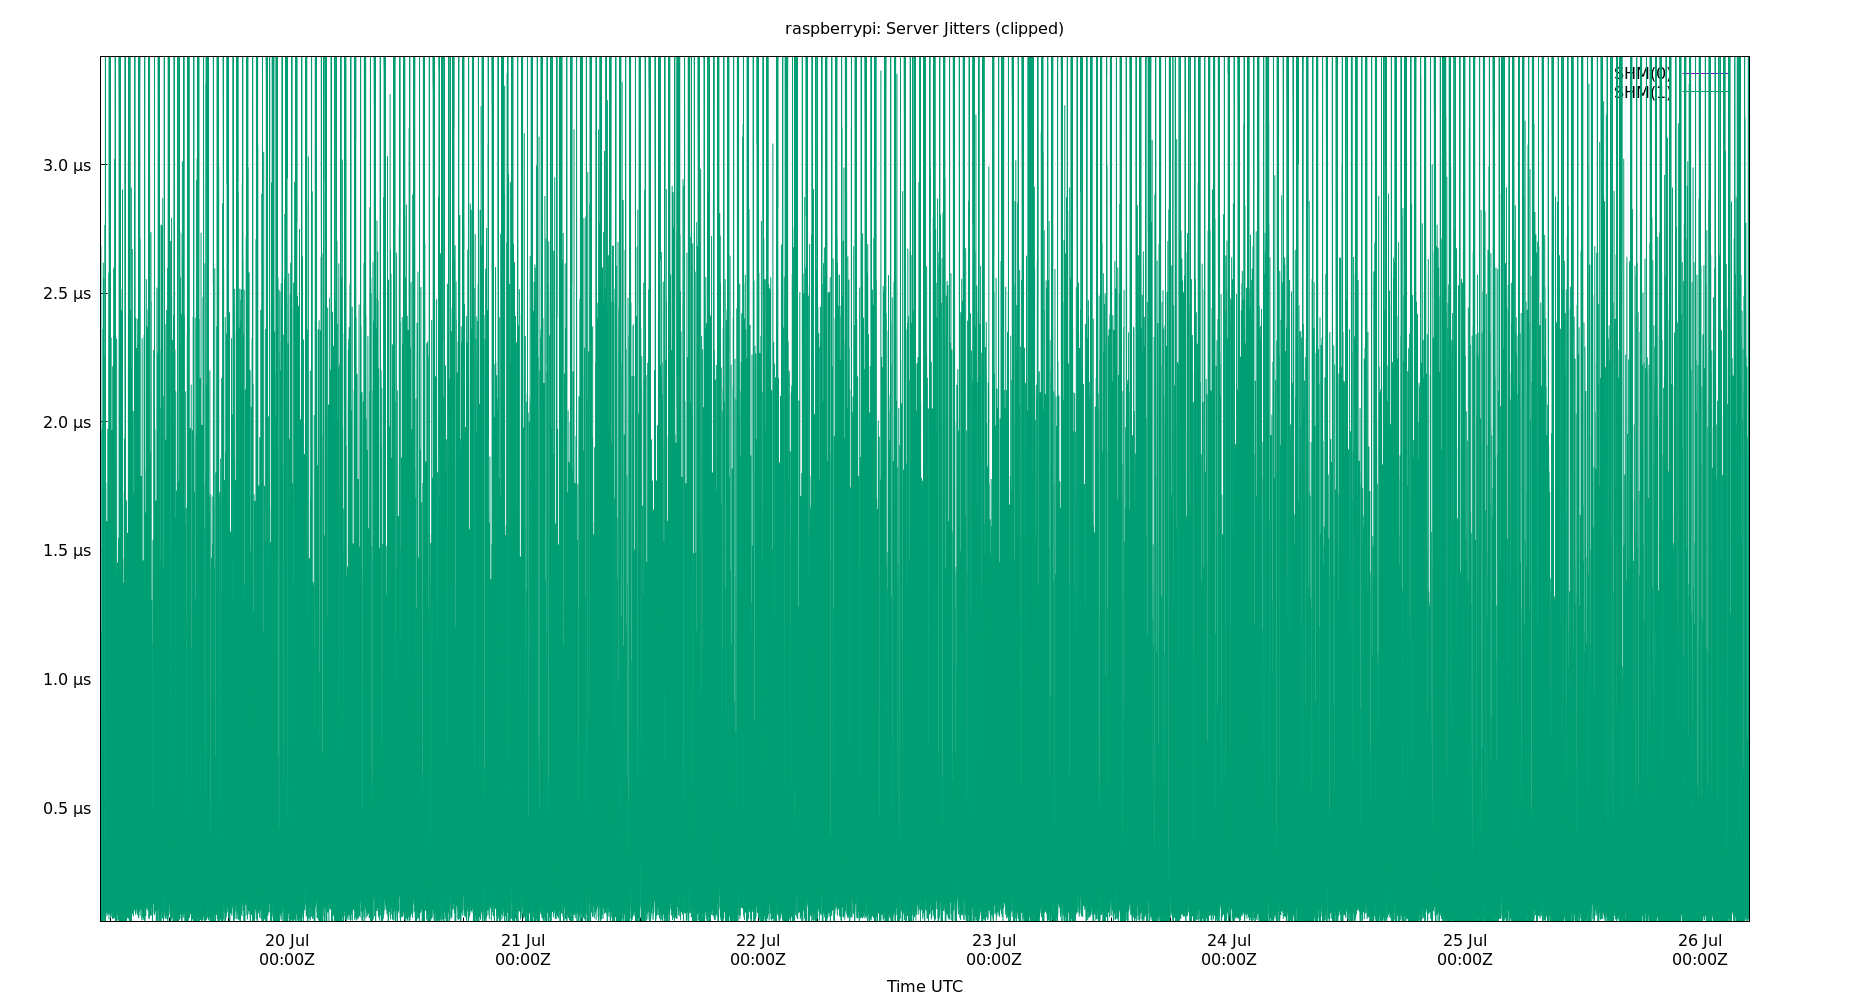 raspberrypi: Server Jitters (clipped)
SHM(0)
SHM(1)
3.0 μs
2.5 μs
2.0 μs
1.5 μs
1.0 μs
0.5 μs
20 Jul 21 Jul 22 Jul 23 Jul 24 Jul 25 Jul 26 Jul
00:00Z 00:00Z 00:00Z 00:00Z 00:00Z 00:00Z 00:00Z
Time UTC